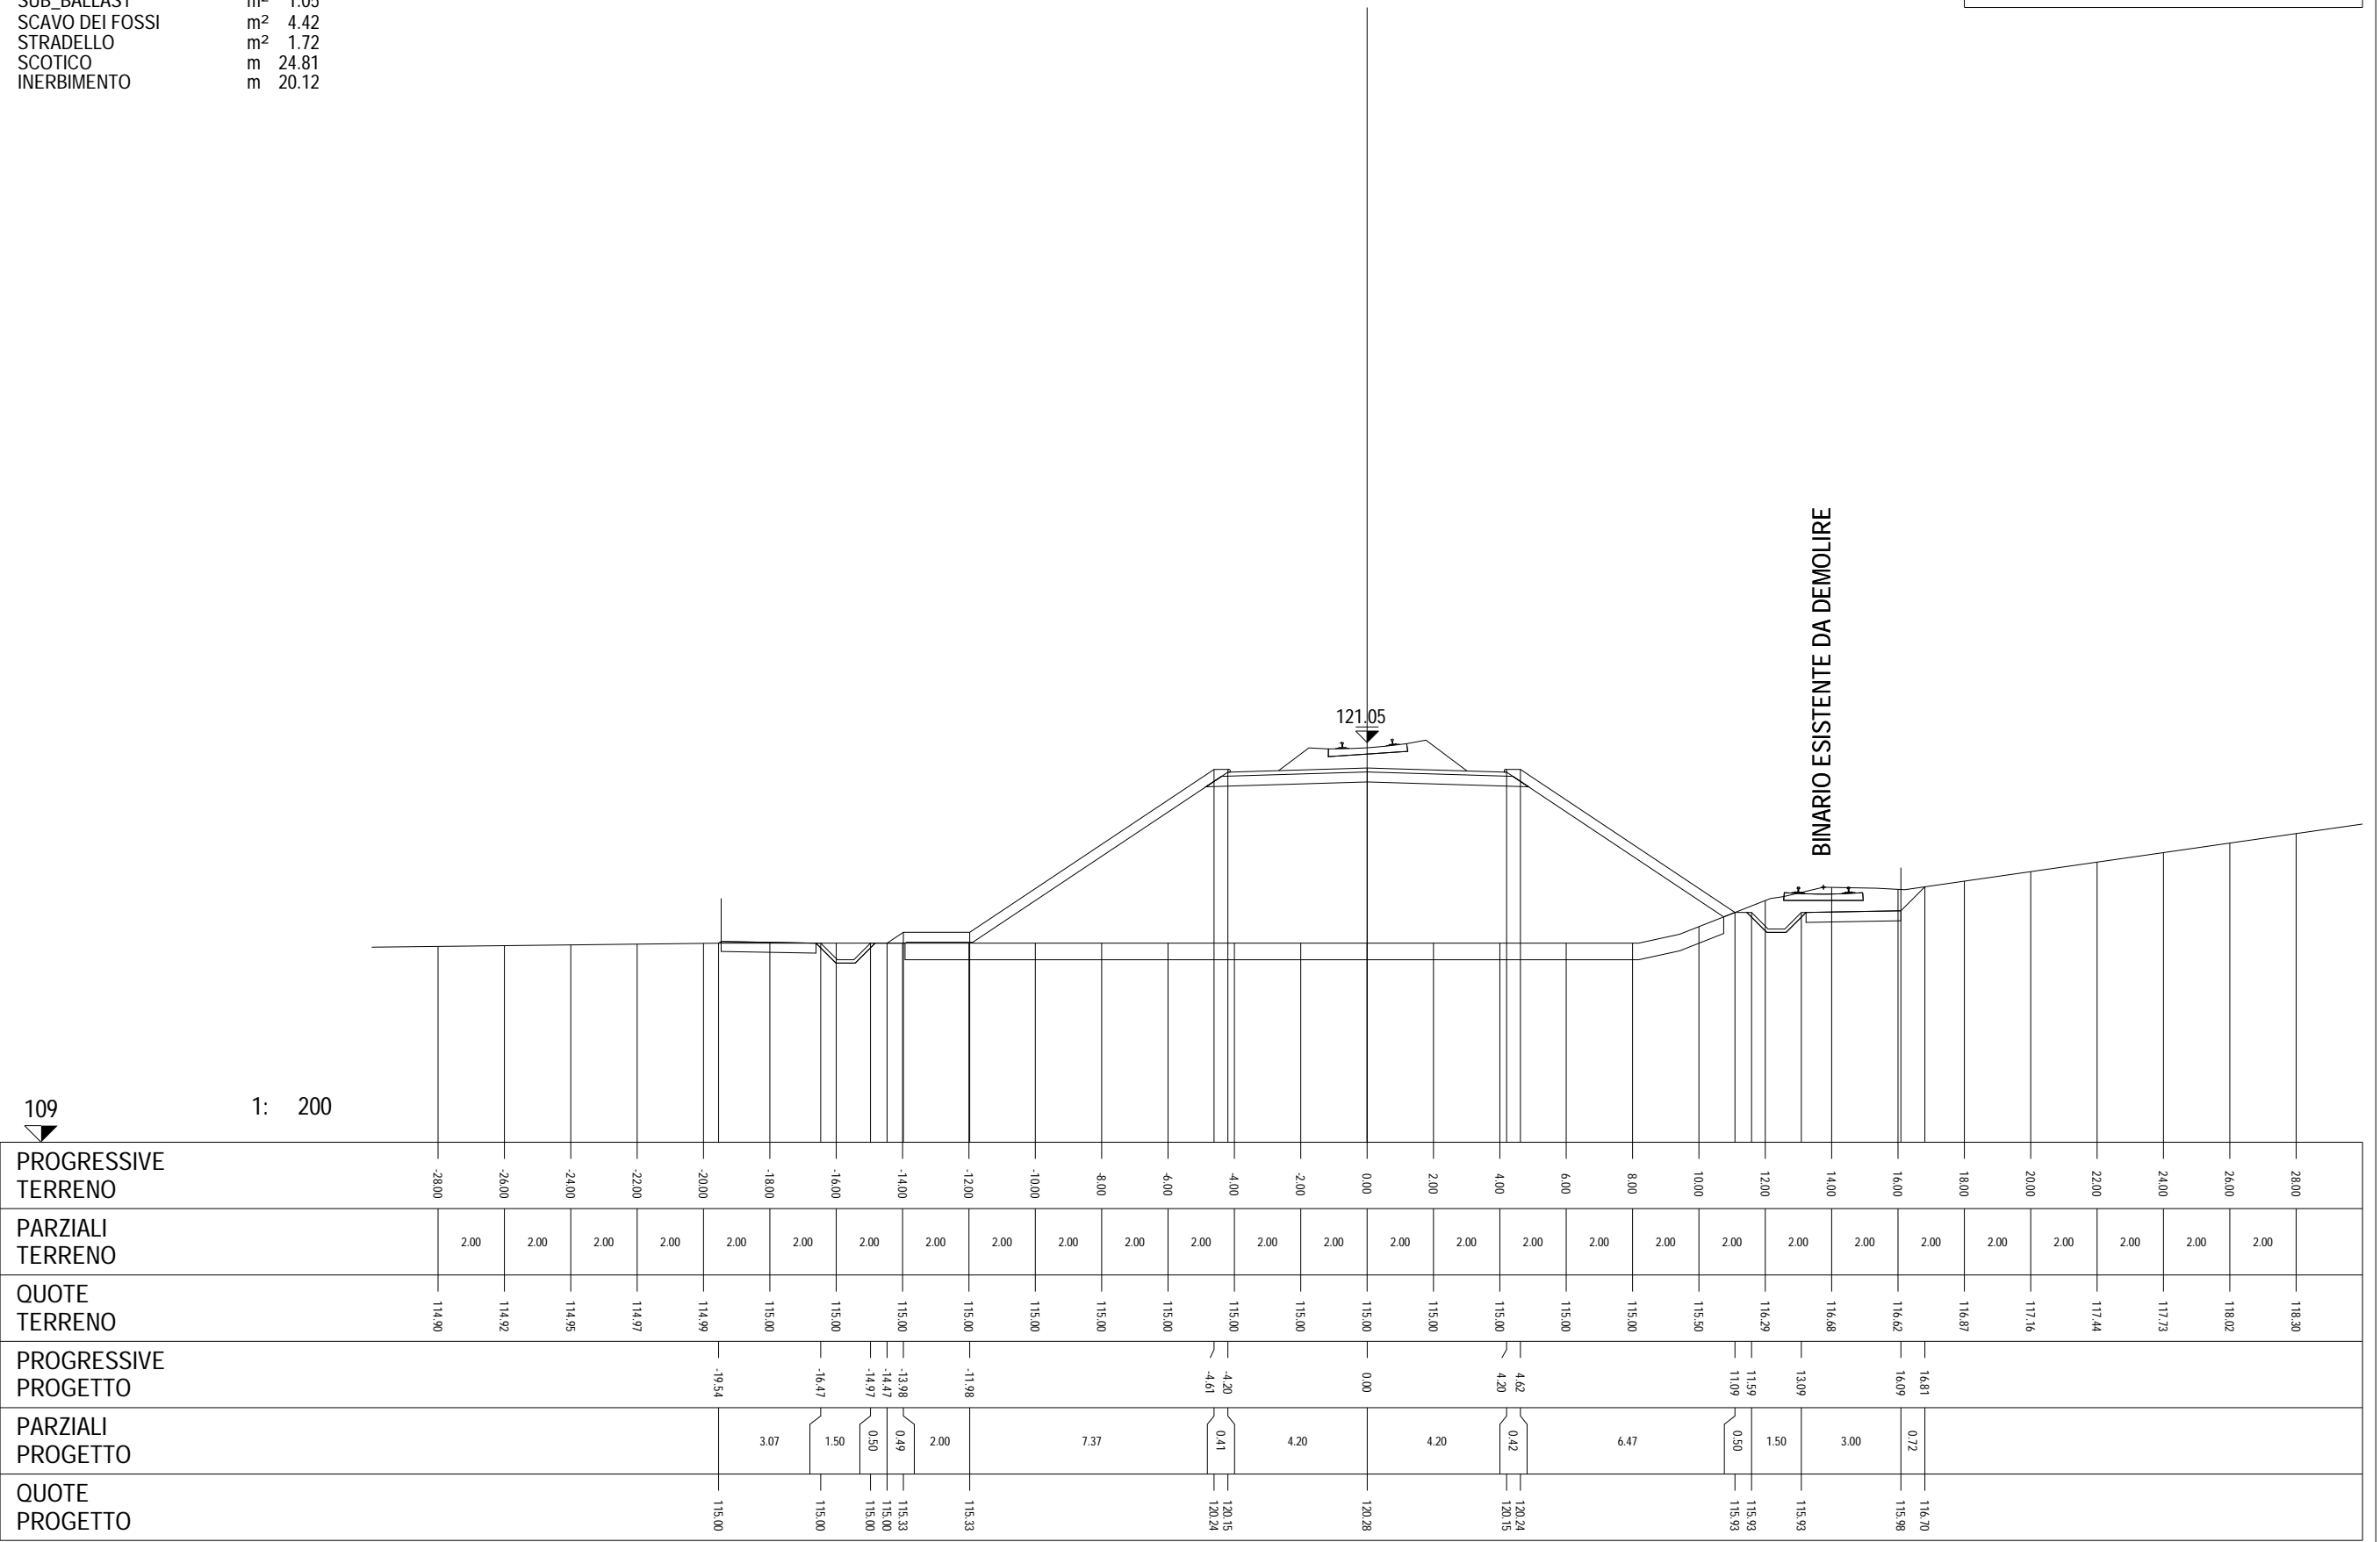 SUB_BALLAST m² 1.05
SCAVO DEI FOSSI m² 4.42
STRADELLO m² 1.72
SCOTICO m 24.81
INERBIMENTO m 20.12
BINARIO ESISTENTE DA DEMOLIRE
121.05
109 1: 200
PROGRESSIVE
TERRENO
-28.00 -26.00 -24.00 -22.00 -20.00 -18.00 -16.00 -14.00 -12.00 -10.00 -8.00 -6.00 -4.00 -2.00 0.00 2.00 4.00 6.00 8.00 10.00 12.00 14.00 16.00 18.00 20.00 22.00 24.00 26.00 28.00
PARZIALI
TERRENO
2.00 2.00 2.00 2.00 2.00 2.00 2.00 2.00 2.00 2.00 2.00 2.00 2.00 2.00 2.00 2.00 2.00 2.00 2.00 2.00 2.00 2.00 2.00 2.00 2.00 2.00 2.00 2.00
QUOTE
TERRENO
114.90 114.92 114.95 114.97 114.99 115.00 115.00 115.00 115.00 115.00 115.00 115.00 115.00 115.00 115.00 115.00 115.00 115.00 115.00 115.50 116.29 116.68 116.62 116.87 117.16 117.44 117.73 118.02 118.30
PROGRESSIVE
PROGETTO
-19.54 -16.47 -14.97 -14.47 -13.98 -11.98 -4.61 -4.20 0.00 4.20 4.62 11.09 11.59 13.09 16.09 16.81
PARZIALI
PROGETTO
3.07 1.50 0.50 0.49 2.00 7.37 0.41 4.20 4.20 0.42 6.47 0.50 1.50 3.00 0.72
QUOTE
PROGETTO
115.00 115.00 115.00 115.00 115.33 115.33 120.24 120.15 120.28 120.15 120.24 115.93 115.93 115.93 115.98 116.70